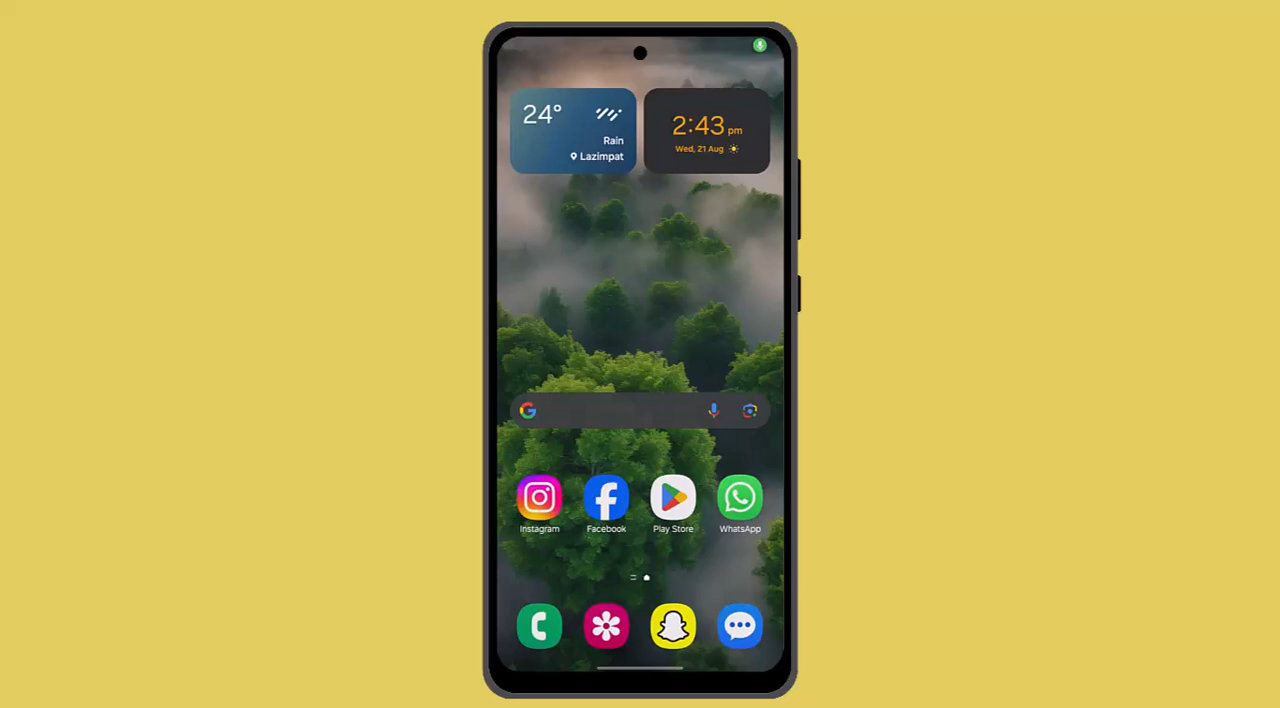 24°
Rain
Lazimpat
2:43 pm
Wed, 21 Aug
Instagram
Facebook
Play Store
WhatsApp